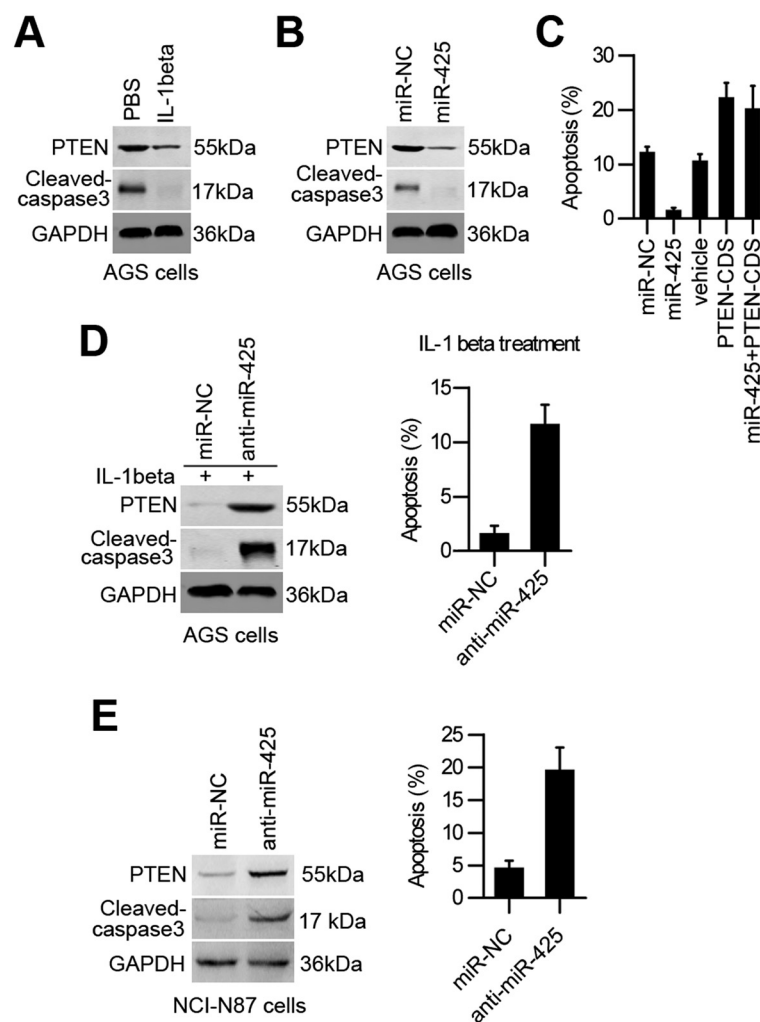 A
PBS
IL-1beta
PTEN
55kDa
Cleaved-
caspase3
17kDa
GAPDH
36kDa
AGS cells
B
miR-NC
miR-425
PTEN
55kDa
Cleaved-
caspase3
17kDa
GAPDH
36kDa
AGS cells
C
Apoptosis (%)
30
20
10
0
miR-NC
miR-425
vehicle
PTEN-CDS
miR-425+PTEN-CDS
D
miR-NC
anti-miR-425
IL-1beta + +
PTEN
55kDa
Cleaved-
caspase3
17kDa
GAPDH
36kDa
AGS cells
IL-1 beta treatment
Apoptosis (%)
15
10
5
0
miR-NC
anti-miR-425
E
miR-NC
anti-miR-425
PTEN
55kDa
Cleaved-
caspase3
17 kDa
GAPDH
36kDa
NCI-N87 cells
Apoptosis (%)
25
20
15
10
5
0
miR-NC
anti-miR-425